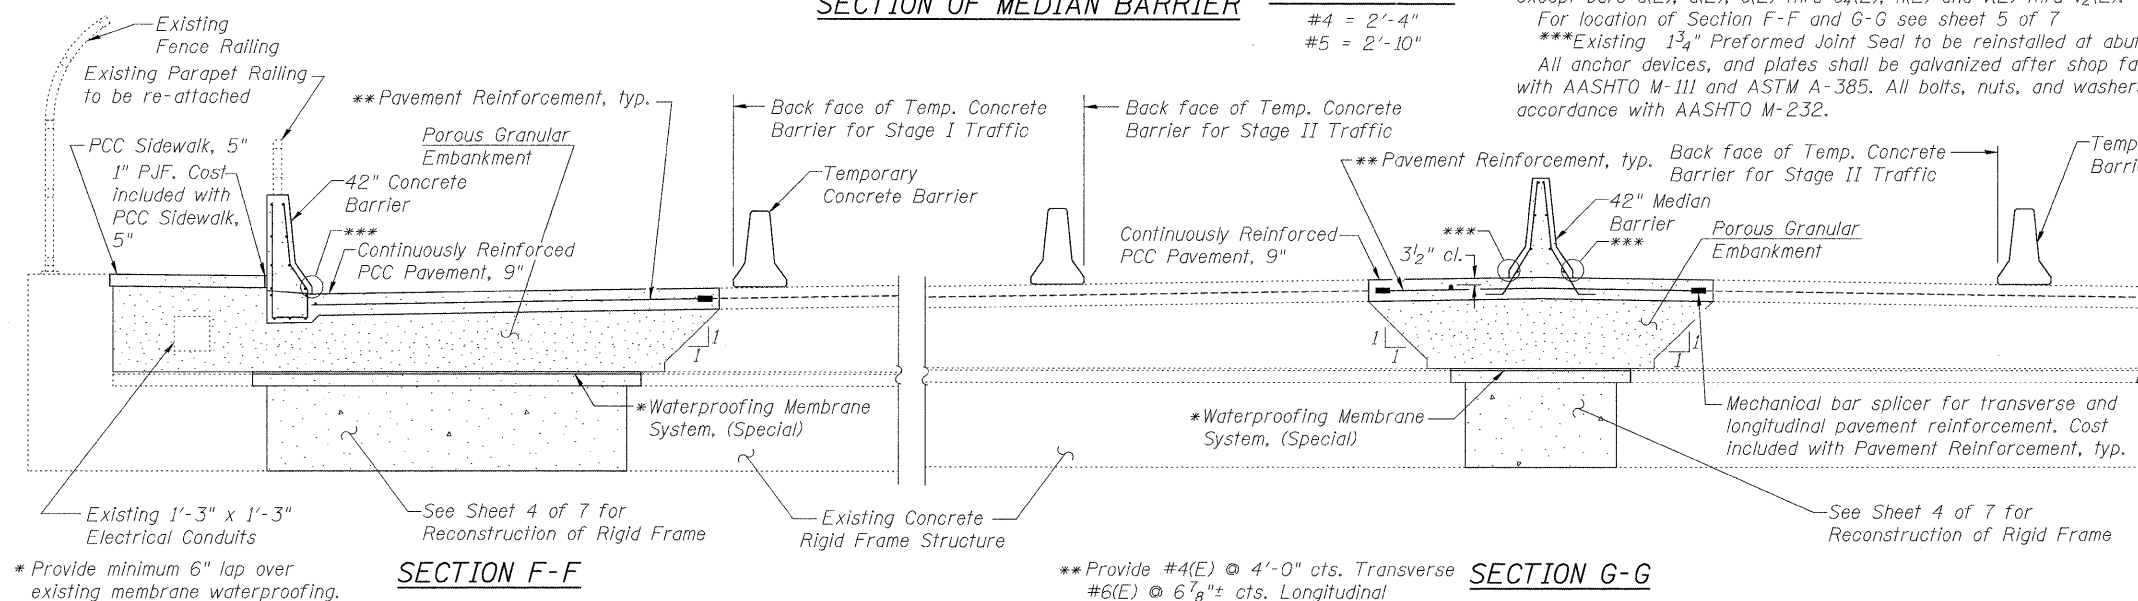 SECTION OF MEDIAN BARRIER
#4 = 2'-4"
#5 = 2'-10"
For location of Section F-F and G-G see sheet 5 of 7
***Existing 1 3/4" Preformed Joint Seal to be reinstalled at
All anchor devices, and plates shall be galvanized after shop
with AASHTO M-111 and ASTM A-385. All bolts, nuts, and
accordance with AASHTO M-232.
Existing
Fence Railing
Existing Parapet Railing
to be re-attached
PCC Sidewalk, 5"
1" PJF. Cost
included with
PCC Sidewalk,
5"
42" Concrete
Barrier
***
Continuously Reinforced
PCC Pavement, 9"
**Pavement Reinforcement, typ.
Porous Granular
Embankment
Back face of Temp. Concrete
Barrier for Stage I Traffic
Temporary
Concrete Barrier
1
1
*Waterproofing Membrane
System, (Special)
Existing 1'-3" x 1'-3"
Electrical Conduits
See Sheet 4 of 7 for
Reconstruction of Rigid Frame
Existing Concrete
Rigid Frame Structure
* Provide minimum 6" lap over
existing membrane waterproofing.
SECTION F-F
Back face of Temp. Concrete
Barrier for Stage II Traffic
**Pavement Reinforcement, typ.
Back face of Temp. Concrete
Barrier for Stage II Traffic
Continuously Reinforced
PCC Pavement, 9"
3 1/2" cl.
***
42" Median
Barrier
***
Porous Granular
Embankment
1
1
1
1
*Waterproofing Membrane
System, (Special)
Mechanical bar splicer for transverse and
longitudinal pavement reinforcement. Cost
included with Pavement Reinforcement, typ.
See Sheet 4 of 7 for
Reconstruction of Rigid Frame
**Provide #4(E) @ 4'-0" cts. Transverse
#6(E) @ 6 7/8"± cts. Longitudinal
SECTION G-G